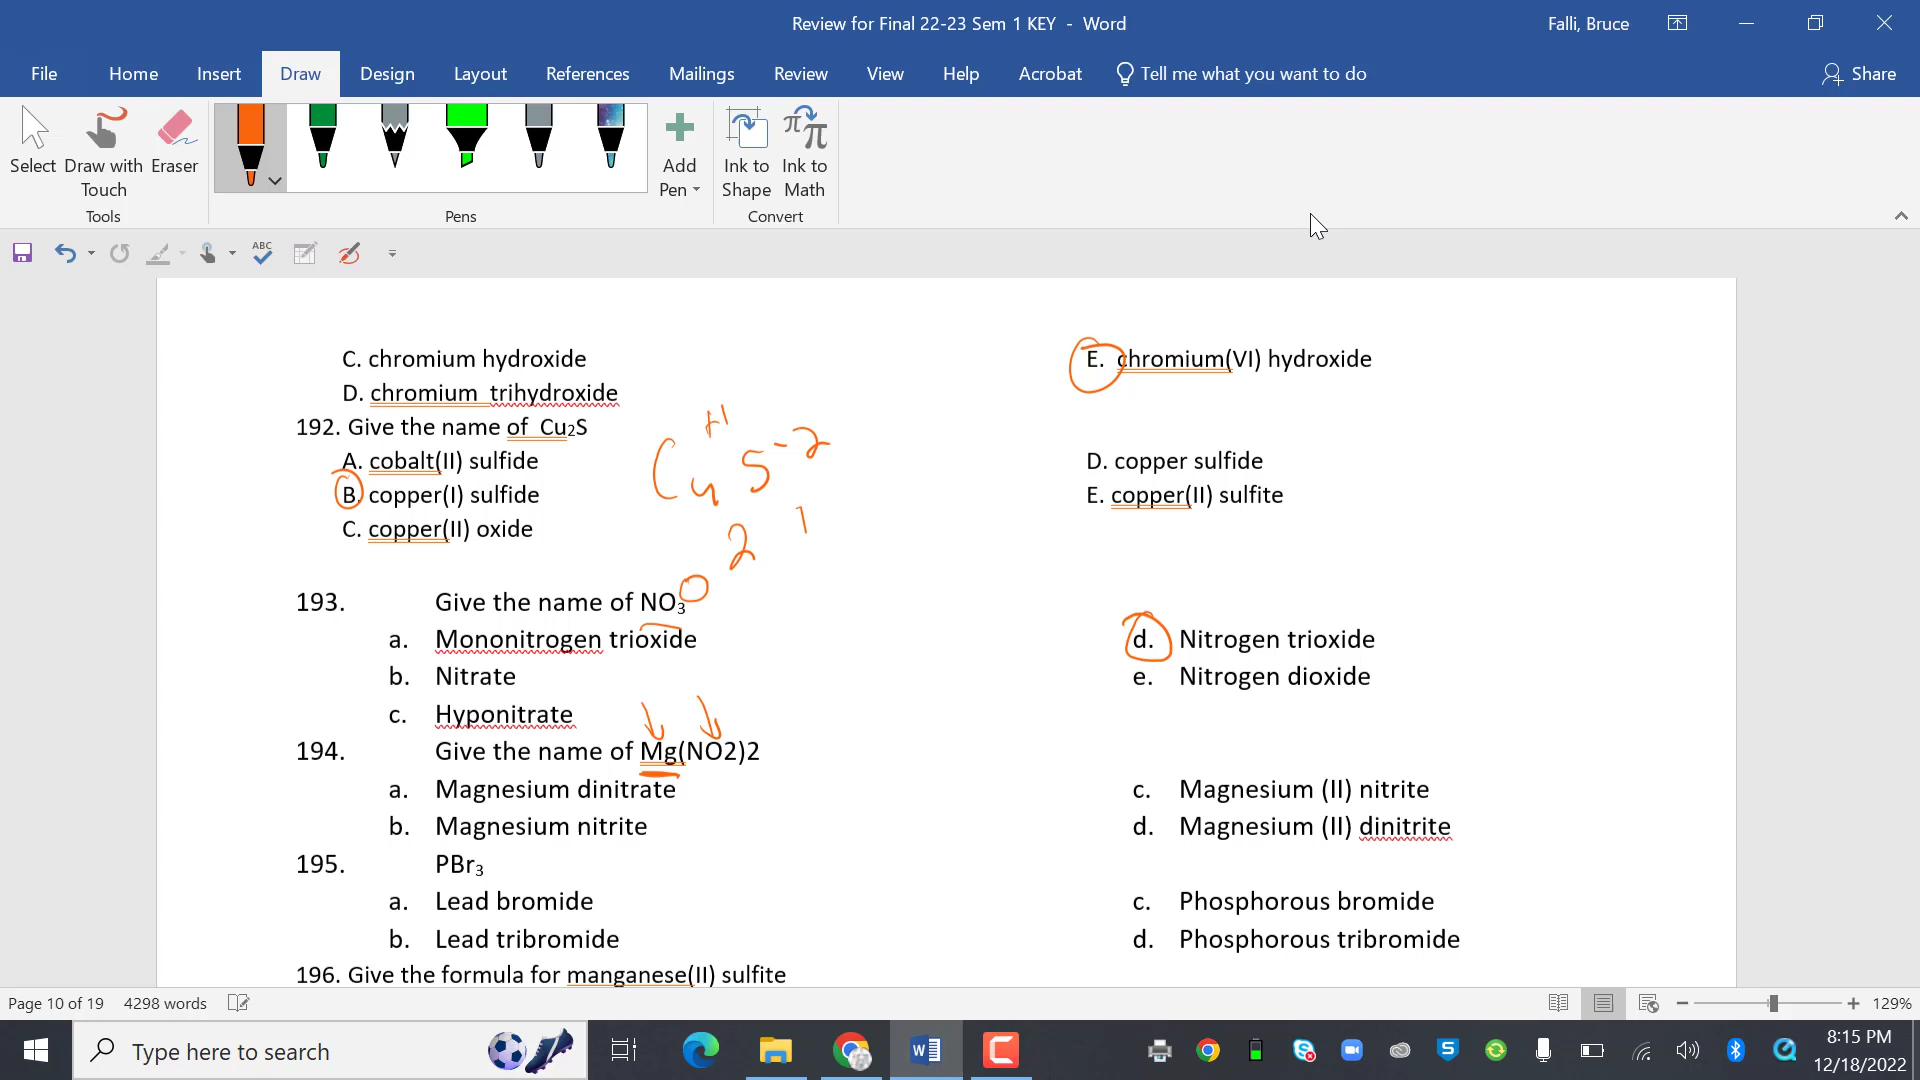 Review for Final 22-23 Sem 1 KEY - Word
Falli, Bruce
File Home Insert Draw Design Layout References Mailings Review View Help Acrobat Tell me what you want to do Share
Select Draw with Touch Eraser Add Pen Ink to Shape Ink to Math
Tools Pens Convert
ABC
C. chromium hydroxide E. chromium(VI) hydroxide
D. chromium trihydroxide
192. Give the name of Cu₂S
A. cobalt(II) sulfide D. copper sulfide
B. copper(I) sulfide E. copper(II) sulfite
C. copper(II) oxide
+1
Cu S -2
2 1
193. Give the name of NO₃
a. Mononitrogen trioxide d. Nitrogen trioxide
b. Nitrate e. Nitrogen dioxide
c. Hyponitrate
194. Give the name of Mg(NO2)2
a. Magnesium dinitrate c. Magnesium (II) nitrite
b. Magnesium nitrite d. Magnesium (II) dinitrite
195. PBr₃
a. Lead bromide c. Phosphorous bromide
b. Lead tribromide d. Phosphorous tribromide
196. Give the formula for manganese(II) sulfite
Page 10 of 19 4298 words 129%
Type here to search
8:15 PM
12/18/2022